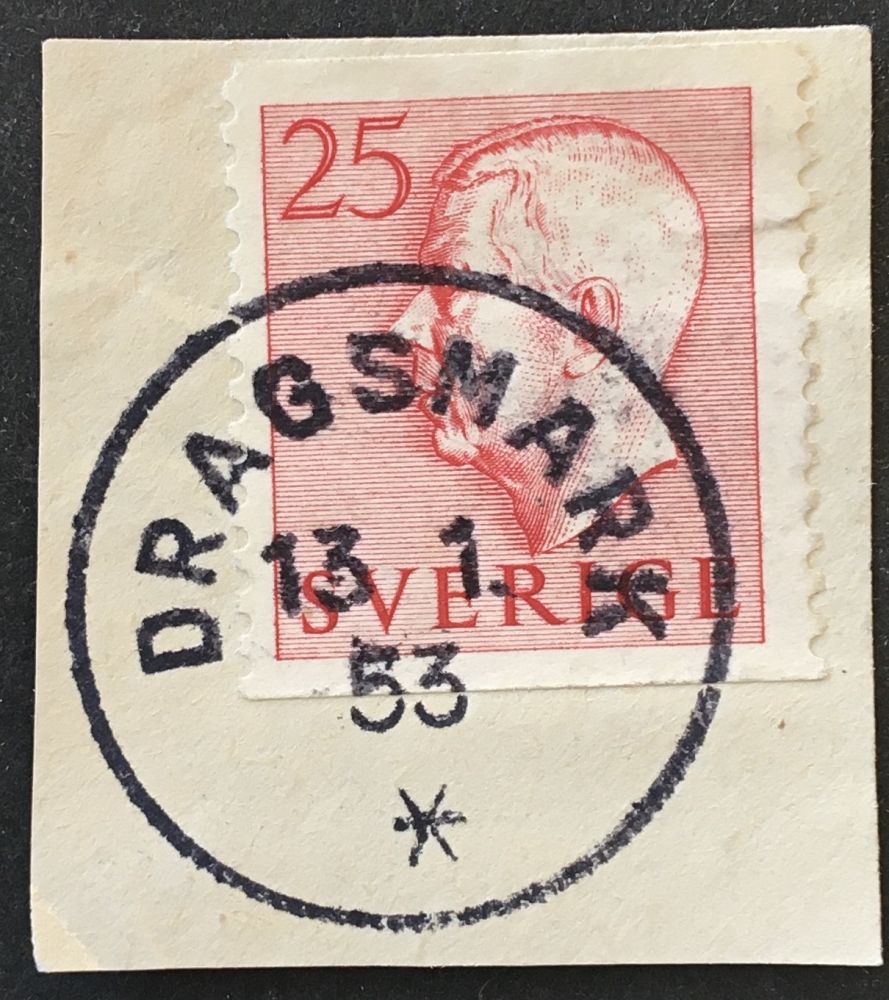 25
DRAGSMARK
13 1.
SVERIGE
53
*